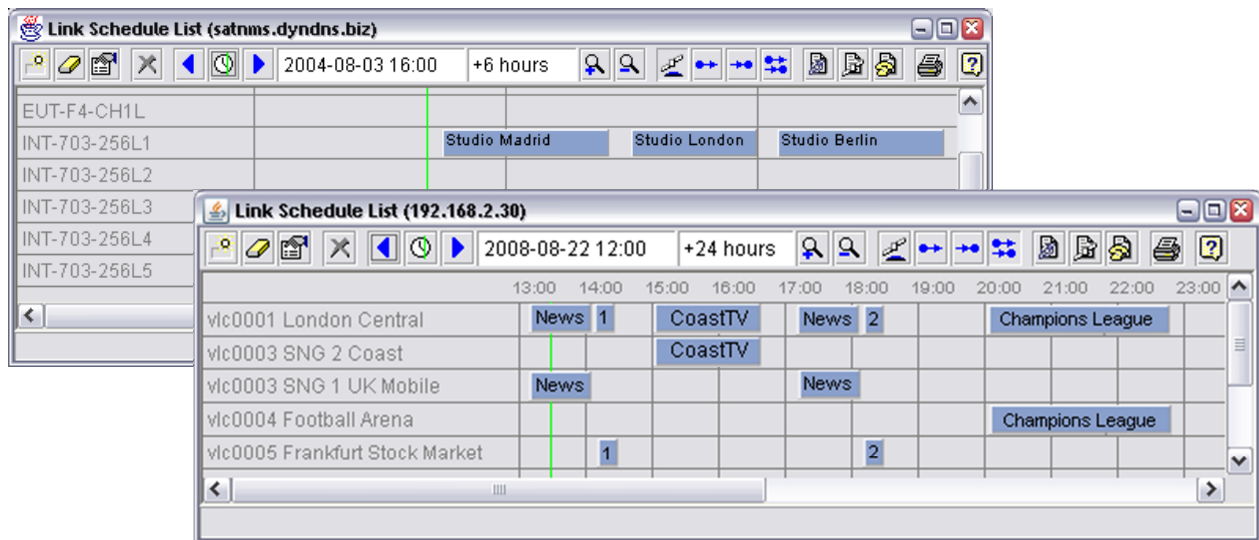 Link Schedule List (satnms.dyndns.biz)
2004-08-03 16:00 +6 hours
EUT-F4-CH1L
INT-703-256L1 Studio Madrid Studio London Studio Berlin
INT-703-256L2
INT-703-256L3
INT-703-256L4
INT-703-256L5
Link Schedule List (192.168.2.30)
2008-08-22 12:00 +24 hours
13:00 14:00 15:00 16:00 17:00 18:00 19:00 20:00 21:00 22:00 23:00
vlc0001 London Central News 1 CoastTV News 2 Champions League
vlc0003 SNG 2 Coast CoastTV
vlc0003 SNG 1 UK Mobile News News
vlc0004 Football Arena Champions League
vlc0005 Frankfurt Stock Market 1 2